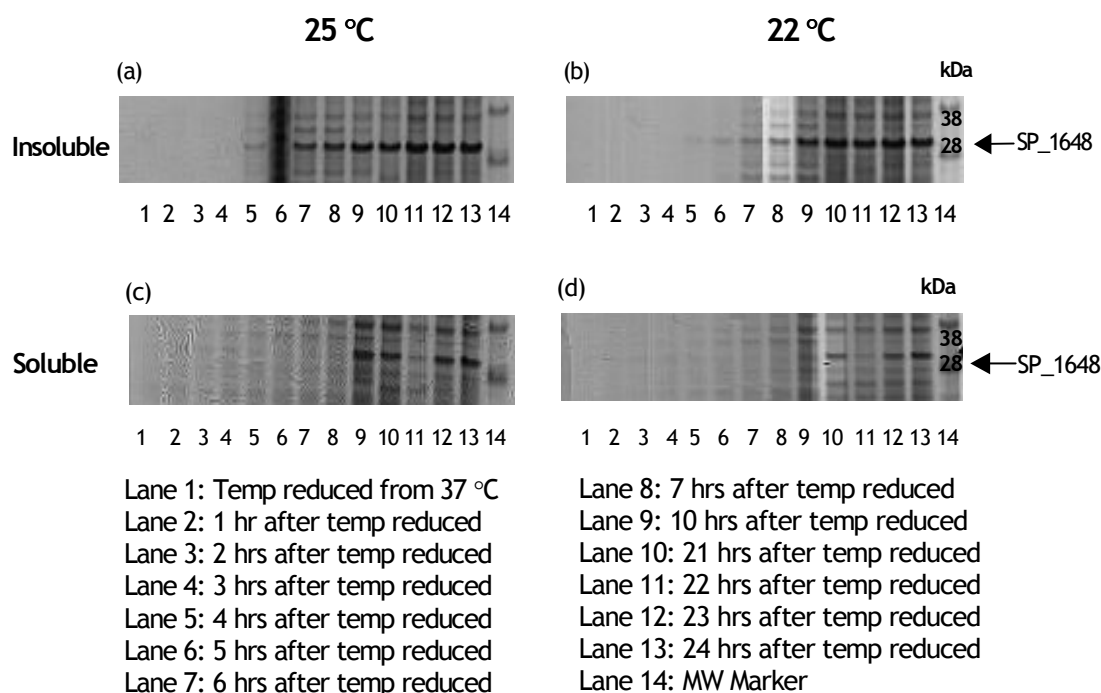 25 °C
22 °C
(a)
(b)
kDa
Insoluble
38
28
SP_1648
1 2 3 4 5 6 7 8 9 10 11 12 13 14
1 2 3 4 5 6 7 8 9 10 11 12 13 14
(c)
(d)
kDa
Soluble
38
28
SP_1648
1 2 3 4 5 6 7 8 9 10 11 12 13 14
1 2 3 4 5 6 7 8 9 10 11 12 13 14
Lane 1: Temp reduced from 37 °C
Lane 2: 1 hr after temp reduced
Lane 3: 2 hrs after temp reduced
Lane 4: 3 hrs after temp reduced
Lane 5: 4 hrs after temp reduced
Lane 6: 5 hrs after temp reduced
Lane 7: 6 hrs after temp reduced
Lane 8: 7 hrs after temp reduced
Lane 9: 10 hrs after temp reduced
Lane 10: 21 hrs after temp reduced
Lane 11: 22 hrs after temp reduced
Lane 12: 23 hrs after temp reduced
Lane 13: 24 hrs after temp reduced
Lane 14: MW Marker